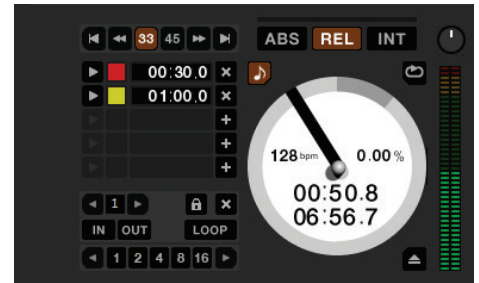 33 45 ABS REL INT
00:30.0
01:00.0
128 bpm 0.00 %
00:50.8
06:56.7
1
IN OUT LOOP
1 2 4 8 16